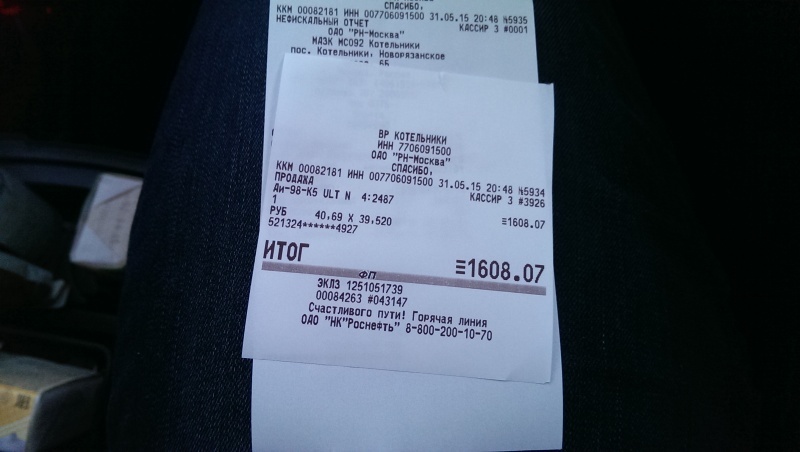 СПАСИБО,
ККМ 00082181 ИНН 007706091500 31.05.15 20:48 №5935
НЕФИСКАЛЬНЫЙ ОТЧЕТ КАССИР 3 #0001
ОАО "РН-Москва"
МАЗК МС092 Котельники
пос. Котельники, Новорязанское
6Б
ВР КОТЕЛЬНИКИ
ИНН 7706091500
ОАО "РН-Москва"
СПАСИБО,
ККМ 00082181 ИНН 007706091500 31.05.15 20:48 №5934
ПРОДАЖА КАССИР 3 #3926
Аи-98-К5 ULT N 4:2487
1 ≡1608.07
РУБ 40,69 X 39,520
521324******4927
ИТОГ ≡1608.07
ФП
ЭКЛЗ 1251051739
00084263 #043147
Счастливого пути! Горячая линия
ОАО "НК"Роснефть" 8-800-200-10-70